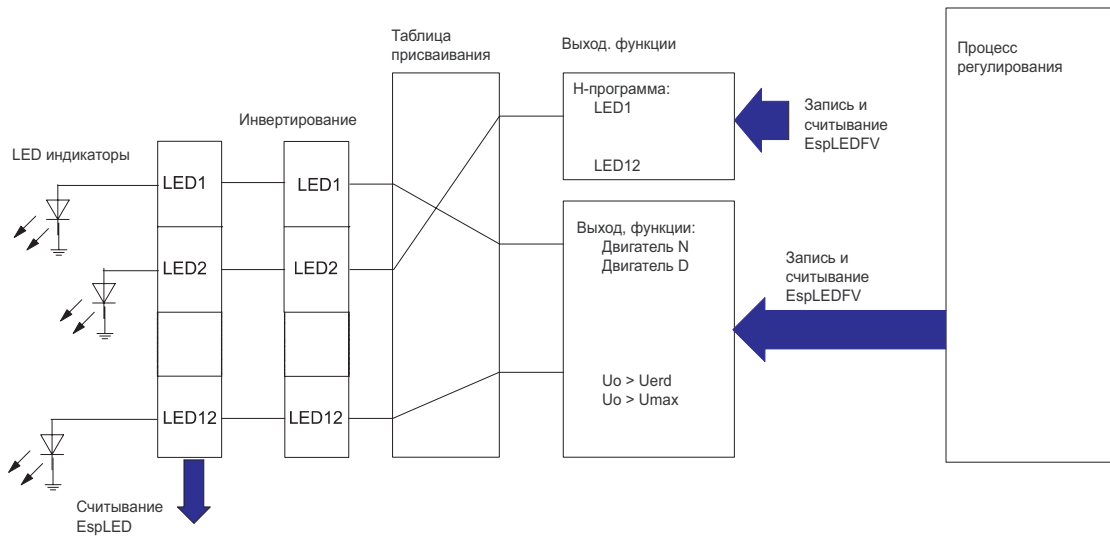 Таблица
присваивания
Выход. функции
Процесс
регулирования
Н-программа:
LED1
LED12
Запись и
считывание
EspLEDFV
Инвертирование
LED индикаторы
LED1
LED1
LED2
LED2
LED12
LED12
Выход, функции:
Двигатель N
Двигатель D
Uo > Uerd
Uo > Umax
Запись и
считывание
EspLEDFV
Считывание
EspLED